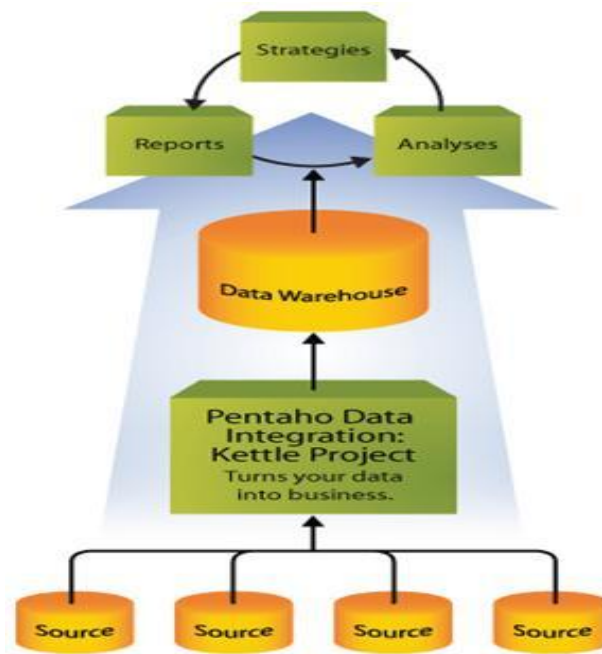 Strategies
Reports
Analyses
Data Warehouse
Pentaho Data
Integration:
Kettle Project
Turns your data
into business.
Source
Source
Source
Source